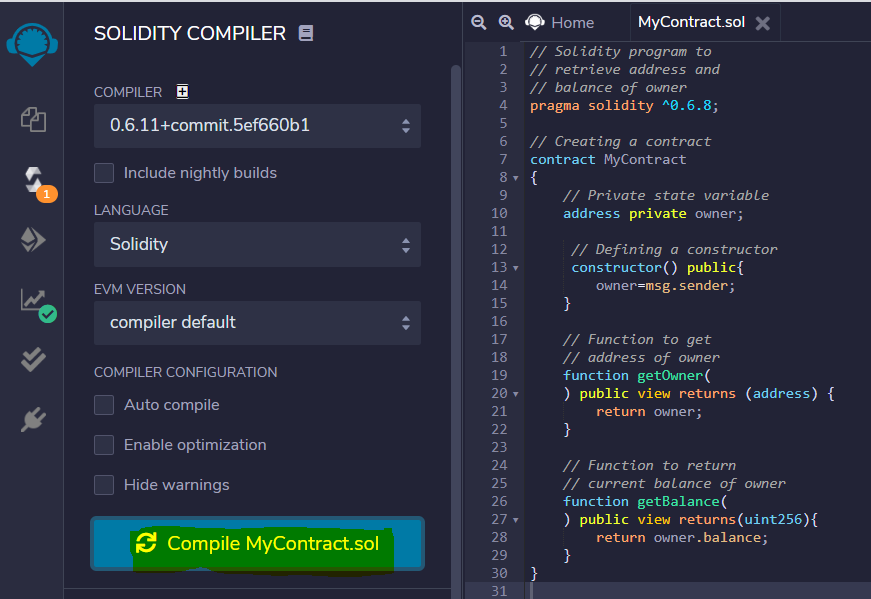 SOLIDITY COMPILER
COMPILER
0.6.11+commit.5ef660b1
Include nightly builds
LANGUAGE
Solidity
EVM VERSION
compiler default
COMPILER CONFIGURATION
Auto compile
Enable optimization
Hide warnings
Compile MyContract.sol
1
Home
MyContract.sol
1 // Solidity program to
2 // retrieve address and
3 // balance of owner
4 pragma solidity ^0.6.8;
5
6 // Creating a contract
7 contract MyContract
8 {
9 // Private state variable
10 address private owner;
11
12 // Defining a constructor
13 constructor() public{
14 owner=msg.sender;
15 }
16
17 // Function to get
18 // address of owner
19 function getOwner(
20 ) public view returns (address) {
21 return owner;
22 }
23
24 // Function to return
25 // current balance of owner
26 function getBalance(
27 ) public view returns(uint256){
28 return owner.balance;
29 }
30 }
31